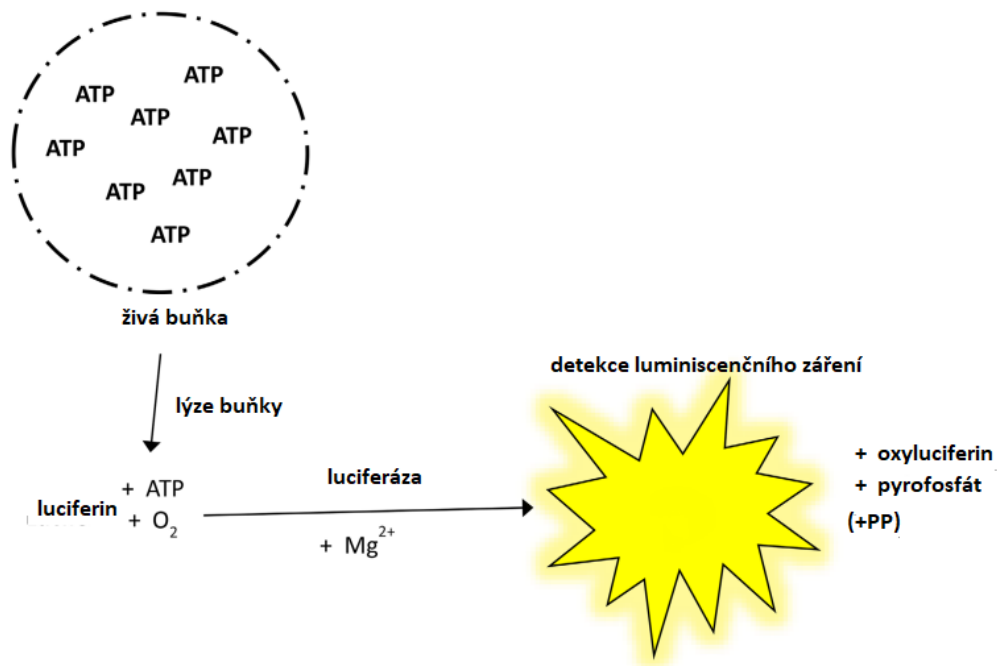 ATP
ATP
ATP
ATP
ATP
ATP
ATP
ATP
živá buňka
lýze buňky
luciferin
+ ATP
+ O₂
luciferáza
+ Mg²⁺
detekce luminiscenčního záření
+ oxyluciferin
+ pyrofosfát
(+PP)